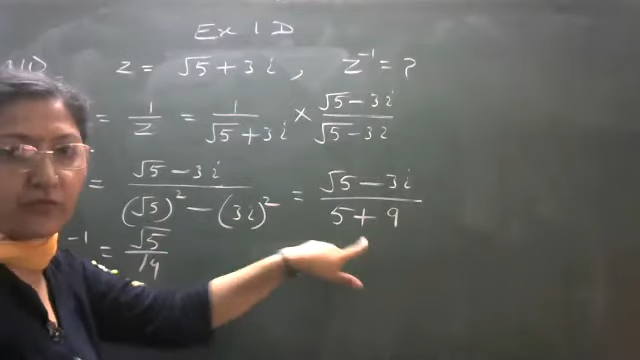 Ex 1 D
z = √5 + 3i , z⁻¹ = ?
= 1/z = 1/(√5 + 3i) × (√5 − 3i)/(√5 − 3i)
= (√5 − 3i)/((√5)² − (3i)²) = (√5 − 3i)/(5 + 9)
⁻¹ = √5/14